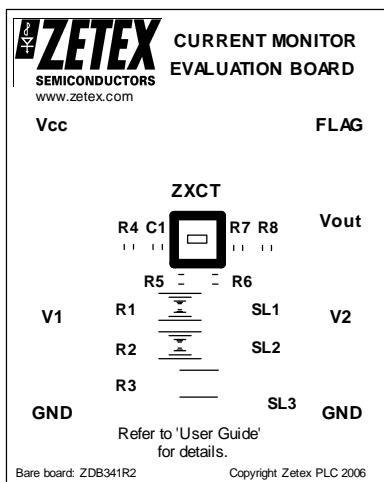 ZETEX
SEMICONDUCTORS
www.zetex.com
CURRENT MONITOR
EVALUATION BOARD
Vcc FLAG
ZXCT
Vout
R4 C1 R7 R8
R5 R6
R1 SL1
V1 V2
R2 SL2
R3
SL3
GND GND
Refer to 'User Guide'
for details.
Bare board: ZDB341R2 Copyright Zetex PLC 2006